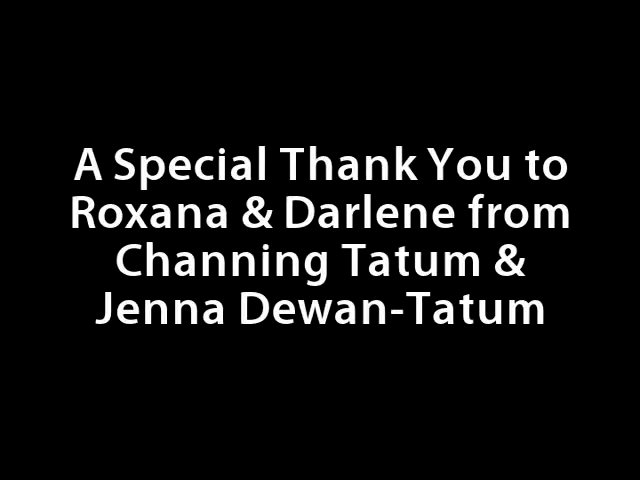 A Special Thank You to
Roxana & Darlene from
Channing Tatum &
Jenna Dewan-Tatum